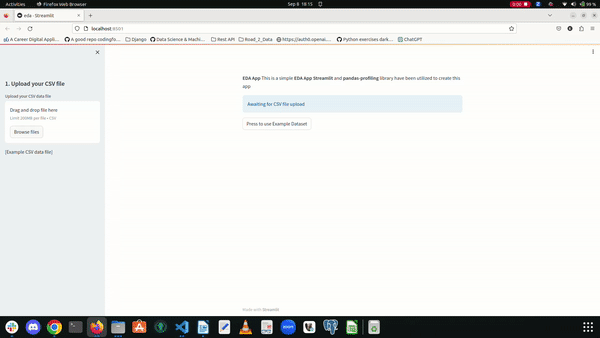 Activities
Firefox Web Browser
Sep 8 18:15
0:00
99 %
eda · Streamlit
localhost:8501
A Career Digital Appli…
A good repo codingfo…
Django
Data Science & Machi…
Rest API
Road_2_Data
https://auth0.openai.…
Python exercises dark…
ChatGPT
1. Upload your CSV file
Upload your CSV data file
Drag and drop file here
Limit 200MB per file • CSV
Browse files
[Example CSV data file]
EDA App This is a simple EDA App Streamlit and pandas-profiling library have been utilized to create this
app
Awaiting for CSV file upload
Press to use Example Dataset
Made with Streamlit
zoom